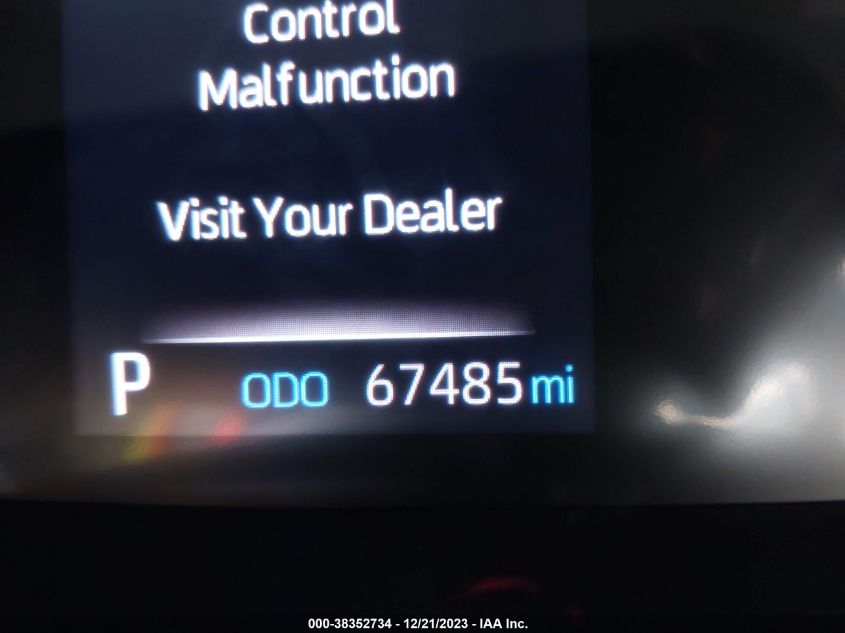 Control
Malfunction
Visit Your Dealer
P ODO 67485 mi
000-38352734 - 12/21/2023 - IAA Inc.